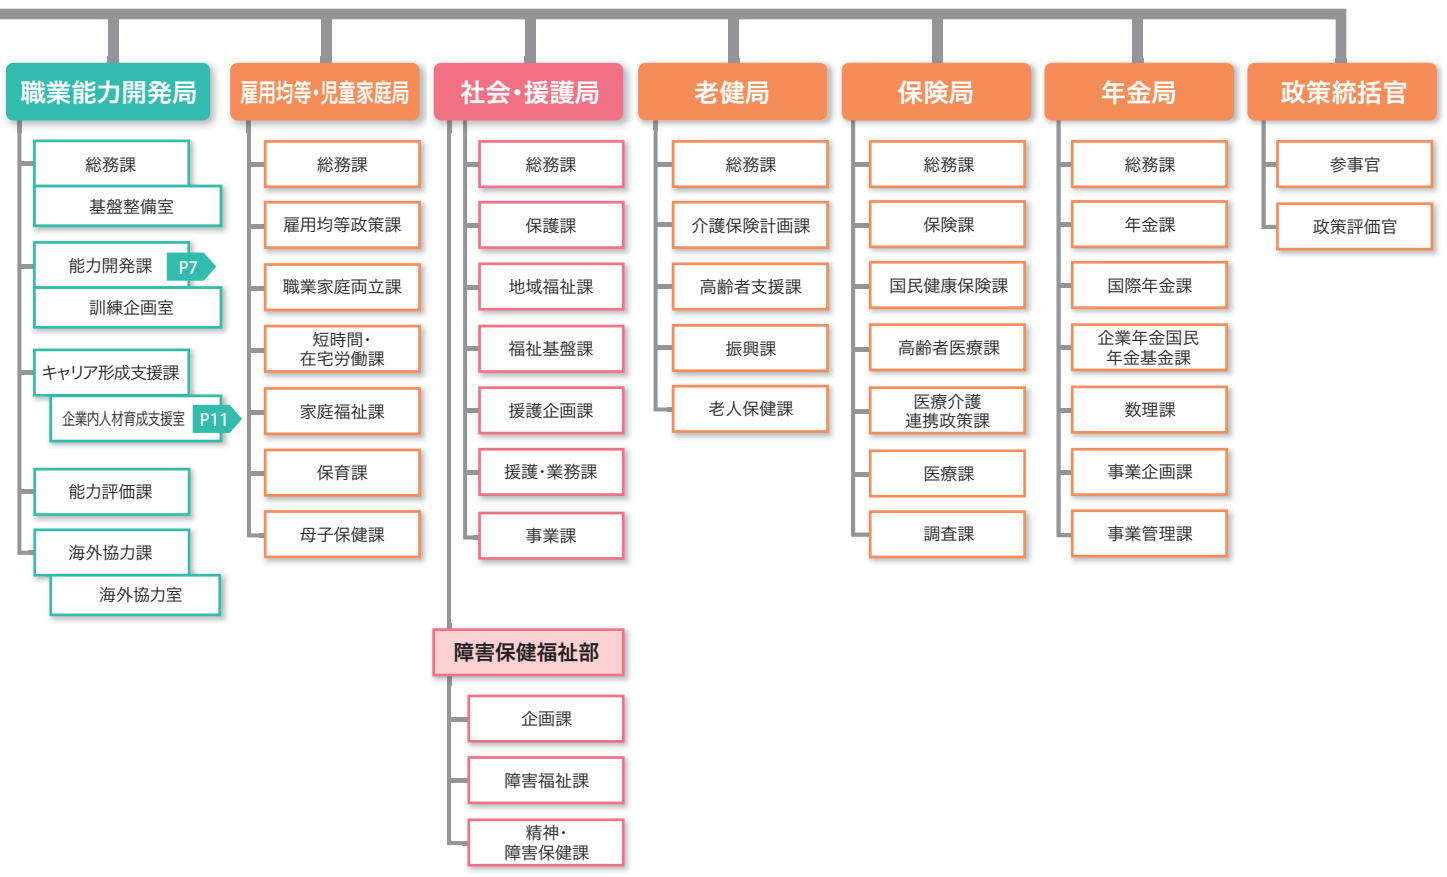 職業能力開発局
総務課
基盤整備室
能力開発課 P7
訓練企画室
キャリア形成支援課
企業内人材育成支援室 P11
能力評価課
海外協力課
海外協力室
雇用均等・児童家庭局
総務課
雇用均等政策課
職業家庭両立課
短時間・
在宅労働課
家庭福祉課
保育課
母子保健課
社会・援護局
総務課
保護課
地域福祉課
福祉基盤課
援護企画課
援護・業務課
事業課
障害保健福祉部
企画課
障害福祉課
精神・
障害保健課
老健局
総務課
介護保険計画課
高齢者支援課
振興課
老人保健課
保険局
総務課
保険課
国民健康保険課
高齢者医療課
医療介護
連携政策課
医療課
調査課
年金局
総務課
年金課
国際年金課
企業年金国民
年金基金課
数理課
事業企画課
事業管理課
政策統括官
参事官
政策評価官